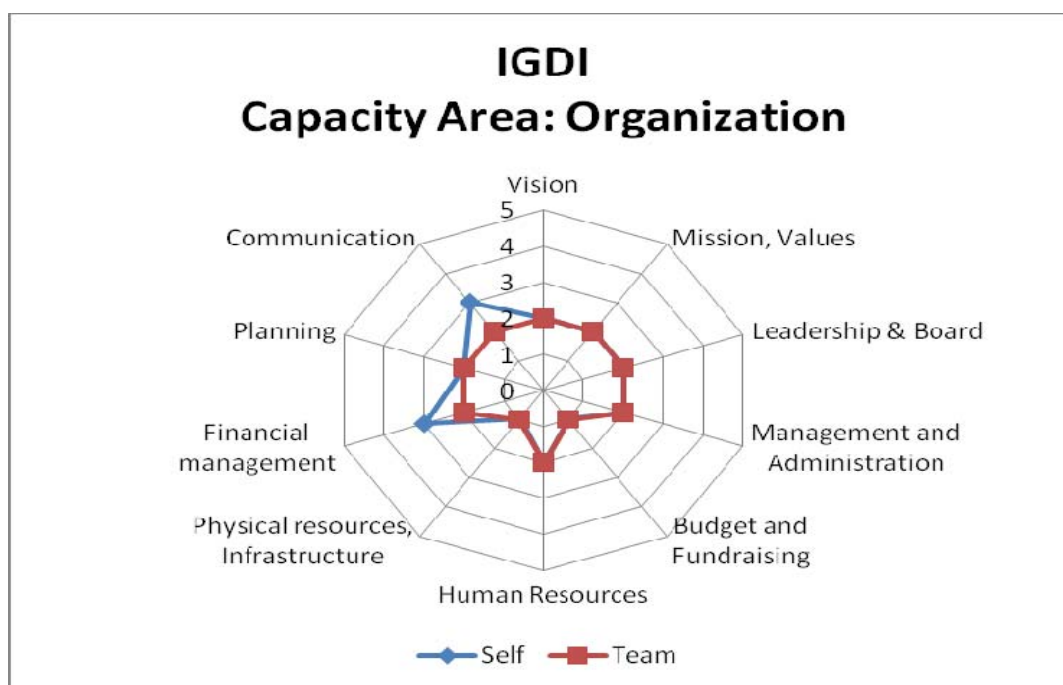 IGDI
Capacity Area: Organization
Vision
5
4
3
2
1
0
Mission, Values
Leadership & Board
Management and
Administration
Budget and
Fundraising
Human Resources
Physical resources,
Infrastructure
Financial
management
Planning
Communication
Self
Team